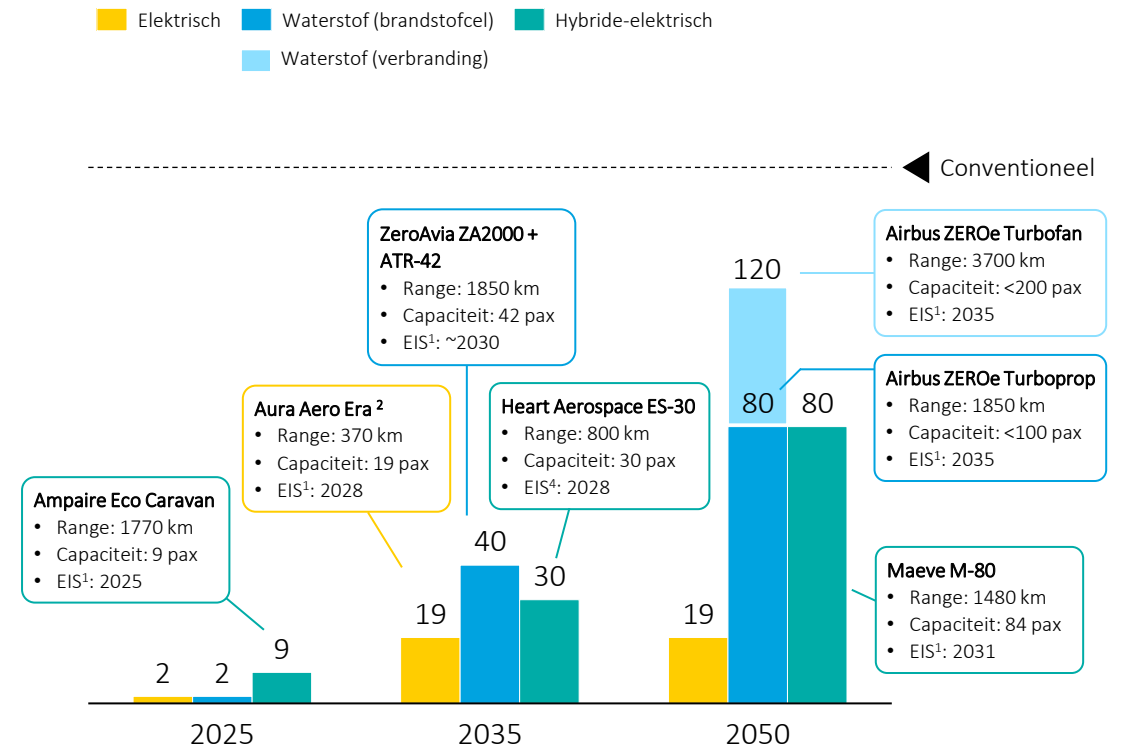 Elektrisch
Waterstof (brandstofcel)
Hybride-elektrisch
Waterstof (verbranding)
Conventioneel
ZeroAvia ZA2000 +
ATR-42
• Range: 1850 km
• Capaciteit: 42 pax
• EIS¹: ~2030
Airbus ZEROe Turbofan
• Range: 3700 km
• Capaciteit: <200 pax
• EIS¹: 2035
120
Airbus ZEROe Turboprop
• Range: 1850 km
• Capaciteit: <100 pax
• EIS¹: 2035
80
80
Aura Aero Era ²
• Range: 370 km
• Capaciteit: 19 pax
• EIS¹: 2028
Heart Aerospace ES-30
• Range: 800 km
• Capaciteit: 30 pax
• EIS⁴: 2028
Ampaire Eco Caravan
• Range: 1770 km
• Capaciteit: 9 pax
• EIS¹: 2025
Maeve M-80
• Range: 1480 km
• Capaciteit: 84 pax
• EIS¹: 2031
2
2
9
19
40
30
19
2025
2035
2050